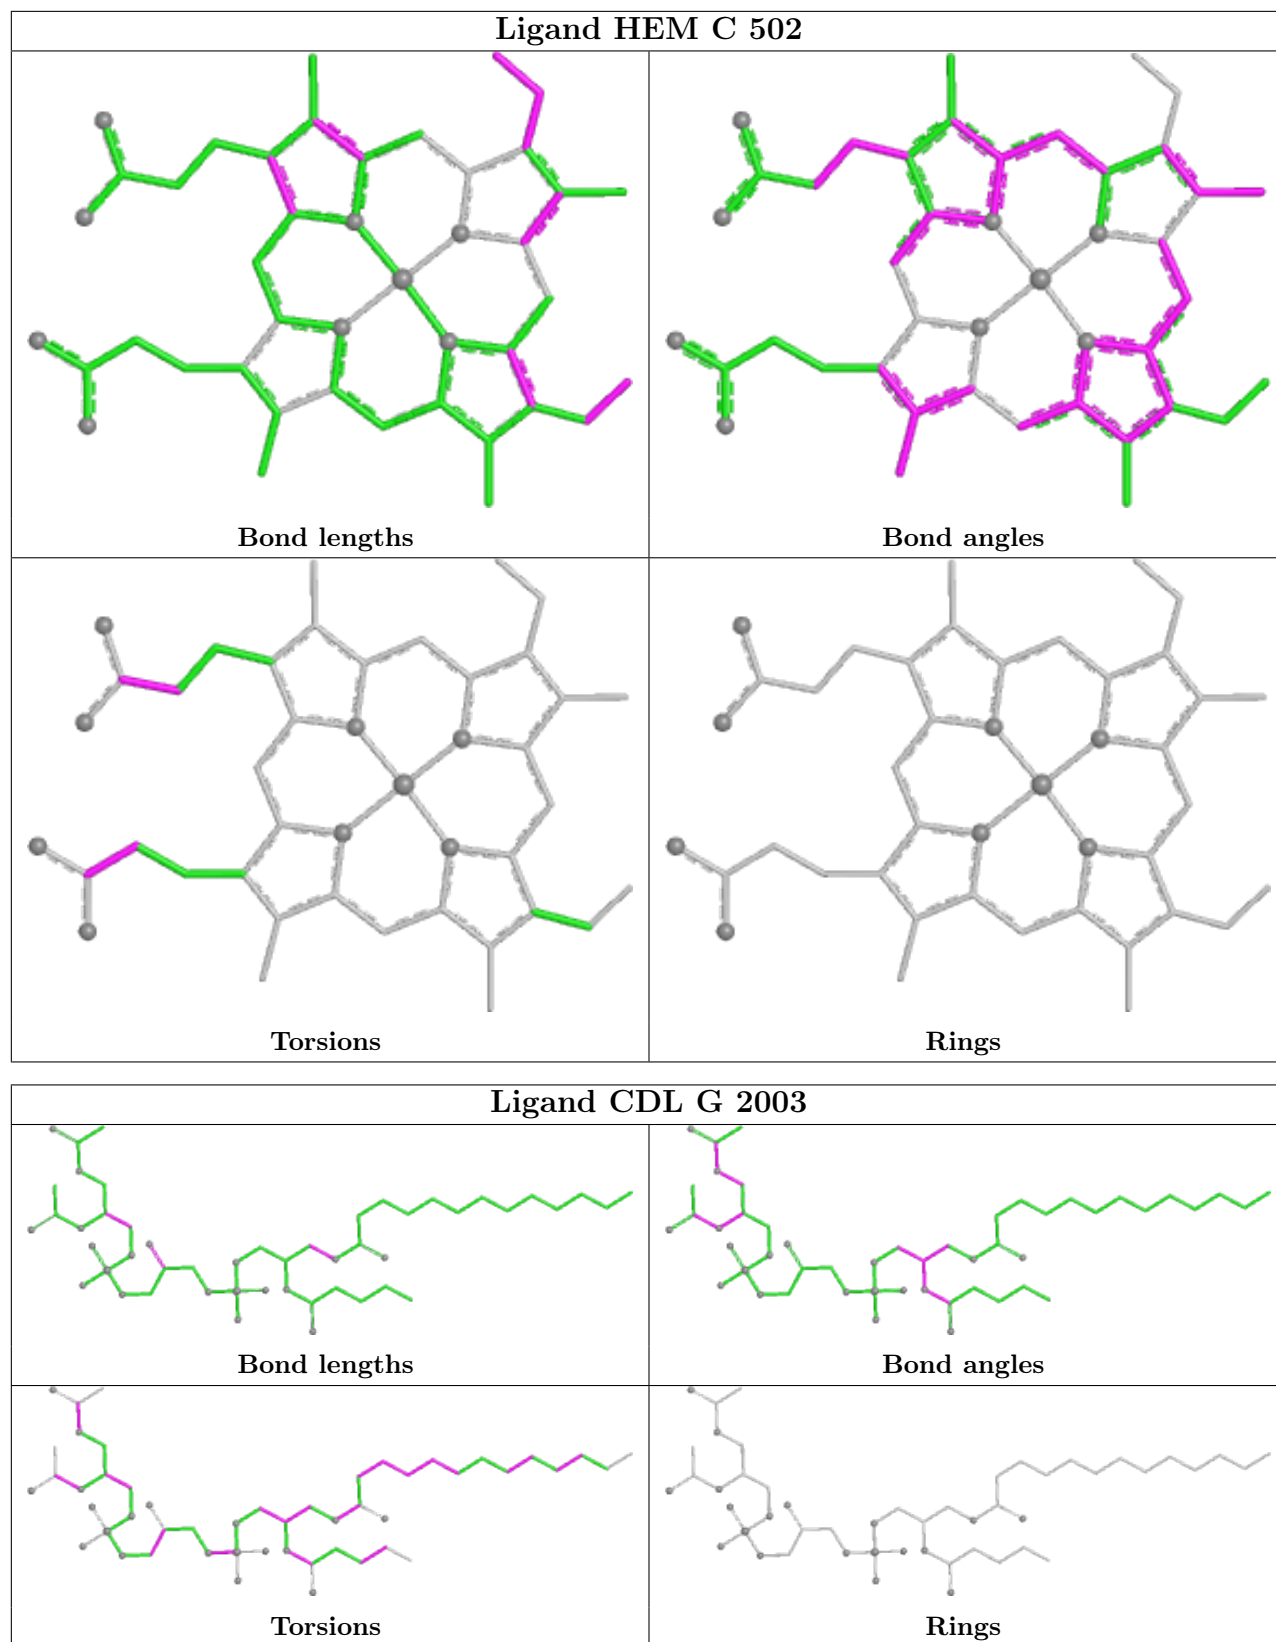 Ligand HEM C 502
Bond lengths
Bond angles
Torsions
Rings
Ligand CDL G 2003
Bond lengths
Bond angles
Torsions
Rings